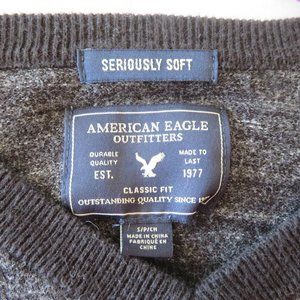 SERIOUSLY SOFT
AMERICAN EAGLE
OUTFITTERS
DURABLE MADE TO
QUALITY LAST
EST. 1977
CLASSIC FIT
OUTSTANDING QUALITY SINCE
S/P/CH
MADE IN CHINA
FABRIQUÉ EN
CHINE